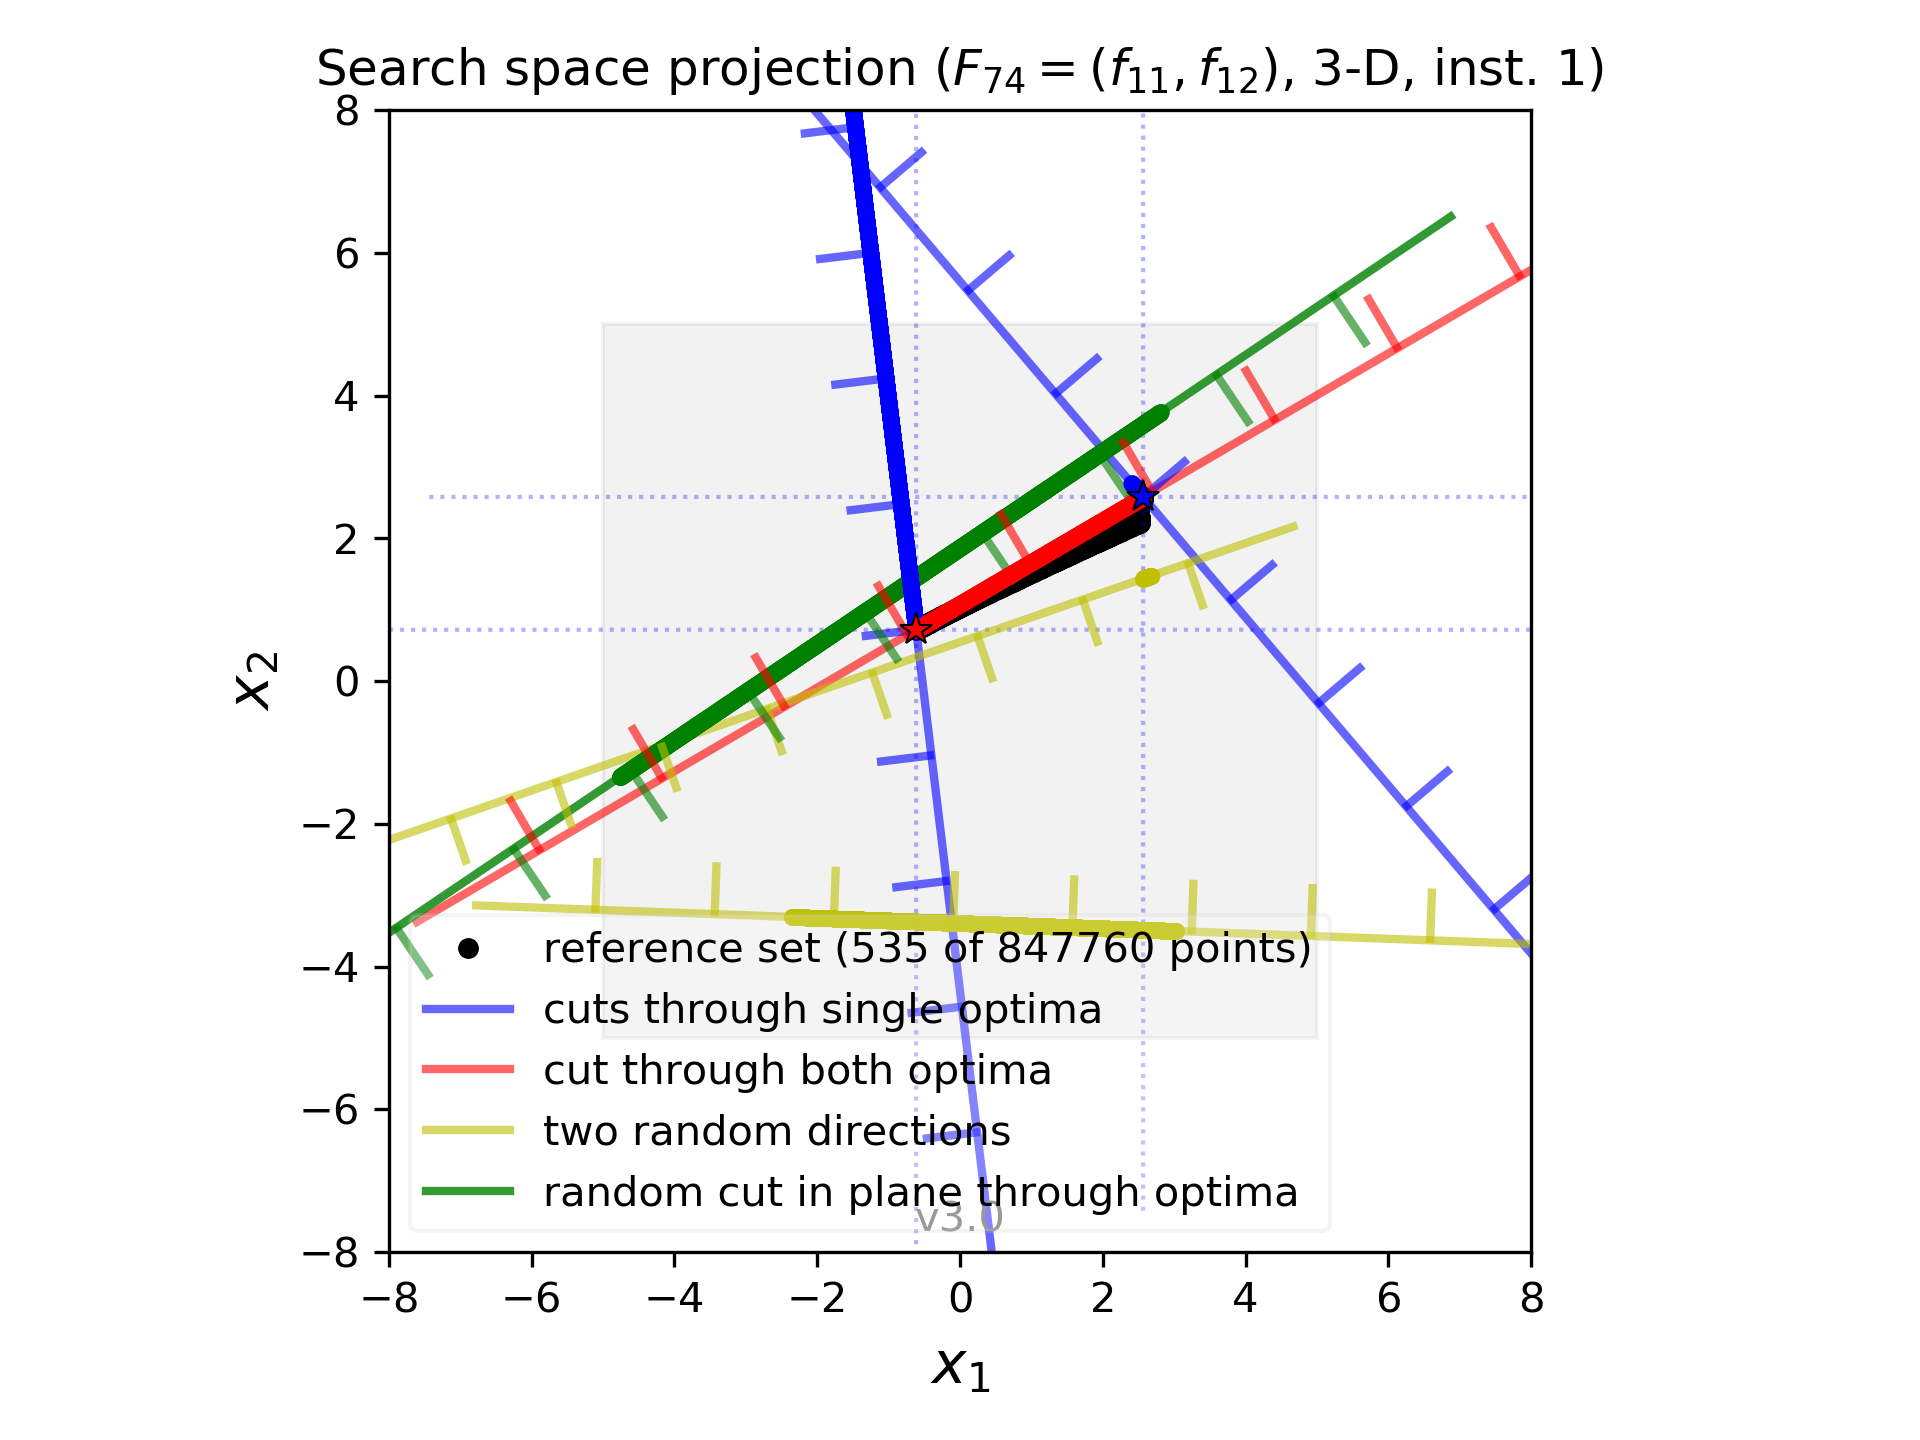 Search space projection (F₇₄ = (f₁₁, f₁₂), 3-D, inst. 1)
8
6
4
2
0
−2
−4
−6
−8
x₂
reference set (535 of 847760 points)
cuts through single optima
cut through both optima
two random directions
random cut in plane through optima
v3.0
−8 −6 −4 −2 0 2 4 6 8
x₁